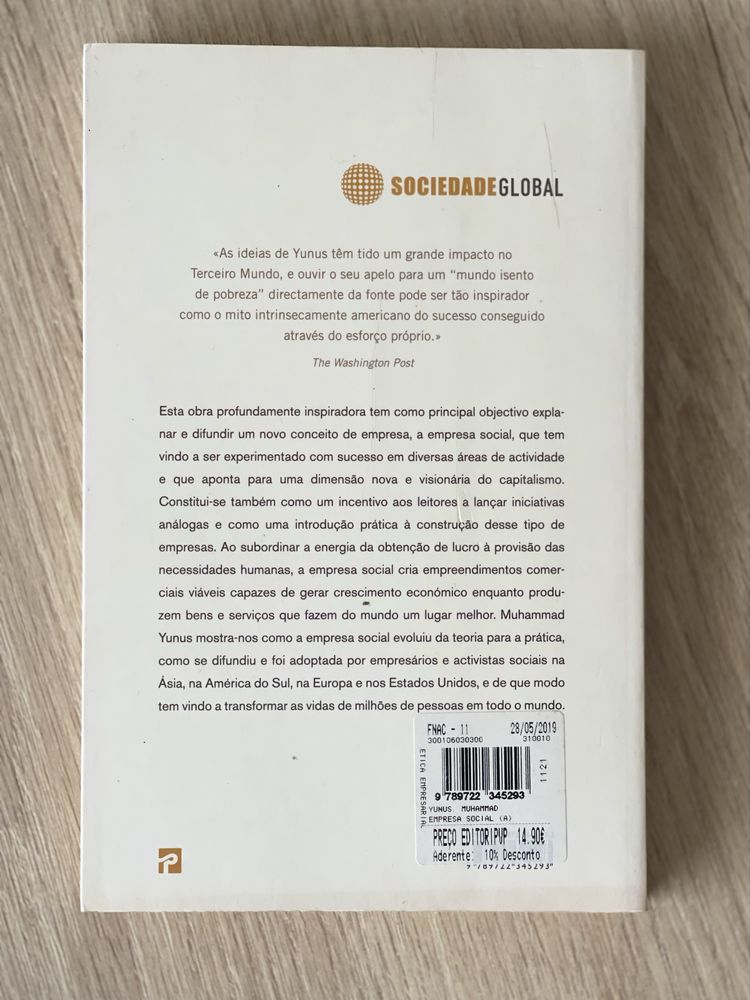 SOCIEDADEGLOBAL
«As ideias de Yunus têm tido um grande impacto no
Terceiro Mundo, e ouvir o seu apelo para um “mundo isento
de pobreza” directamente da fonte pode ser tão inspirador
como o mito intrinsecamente americano do sucesso conseguido
através do esforço próprio.»
The Washington Post
Esta obra profundamente inspiradora tem como principal objectivo expla-
nar e difundir um novo conceito de empresa, a empresa social, que tem
vindo a ser experimentado com sucesso em diversas áreas de actividade
e que aponta para uma dimensão nova e visionária do capitalismo.
Constitui-se também como um incentivo aos leitores a lançar iniciativas
análogas e como uma introdução prática à construção desse tipo de
empresas. Ao subordinar a energia da obtenção de lucro à provisão das
necessidades humanas, a empresa social cria empreendimentos comer-
ciais viáveis capazes de gerar crescimento económico enquanto produ-
zem bens e serviços que fazem do mundo um lugar melhor. Muhammad
Yunus mostra-nos como a empresa social evoluiu da teoria para a prática,
como se difundiu e foi adoptada por empresários e activistas sociais na
Ásia, na América do Sul, na Europa e nos Estados Unidos, e de que modo
tem vindo a transformar as vidas de milhões de pessoas em todo o mundo.
FNAC - 11 28/05/2019
300106030300 310010
ETICA EMPRESARIAL
1121
9 789722 345293
YUNUS, MUHAMMAD
EMPRESA SOCIAL (A)
PREÇO EDITOR|PVP 14.90€
Aderente: 10% Desconto
9 789722 345293